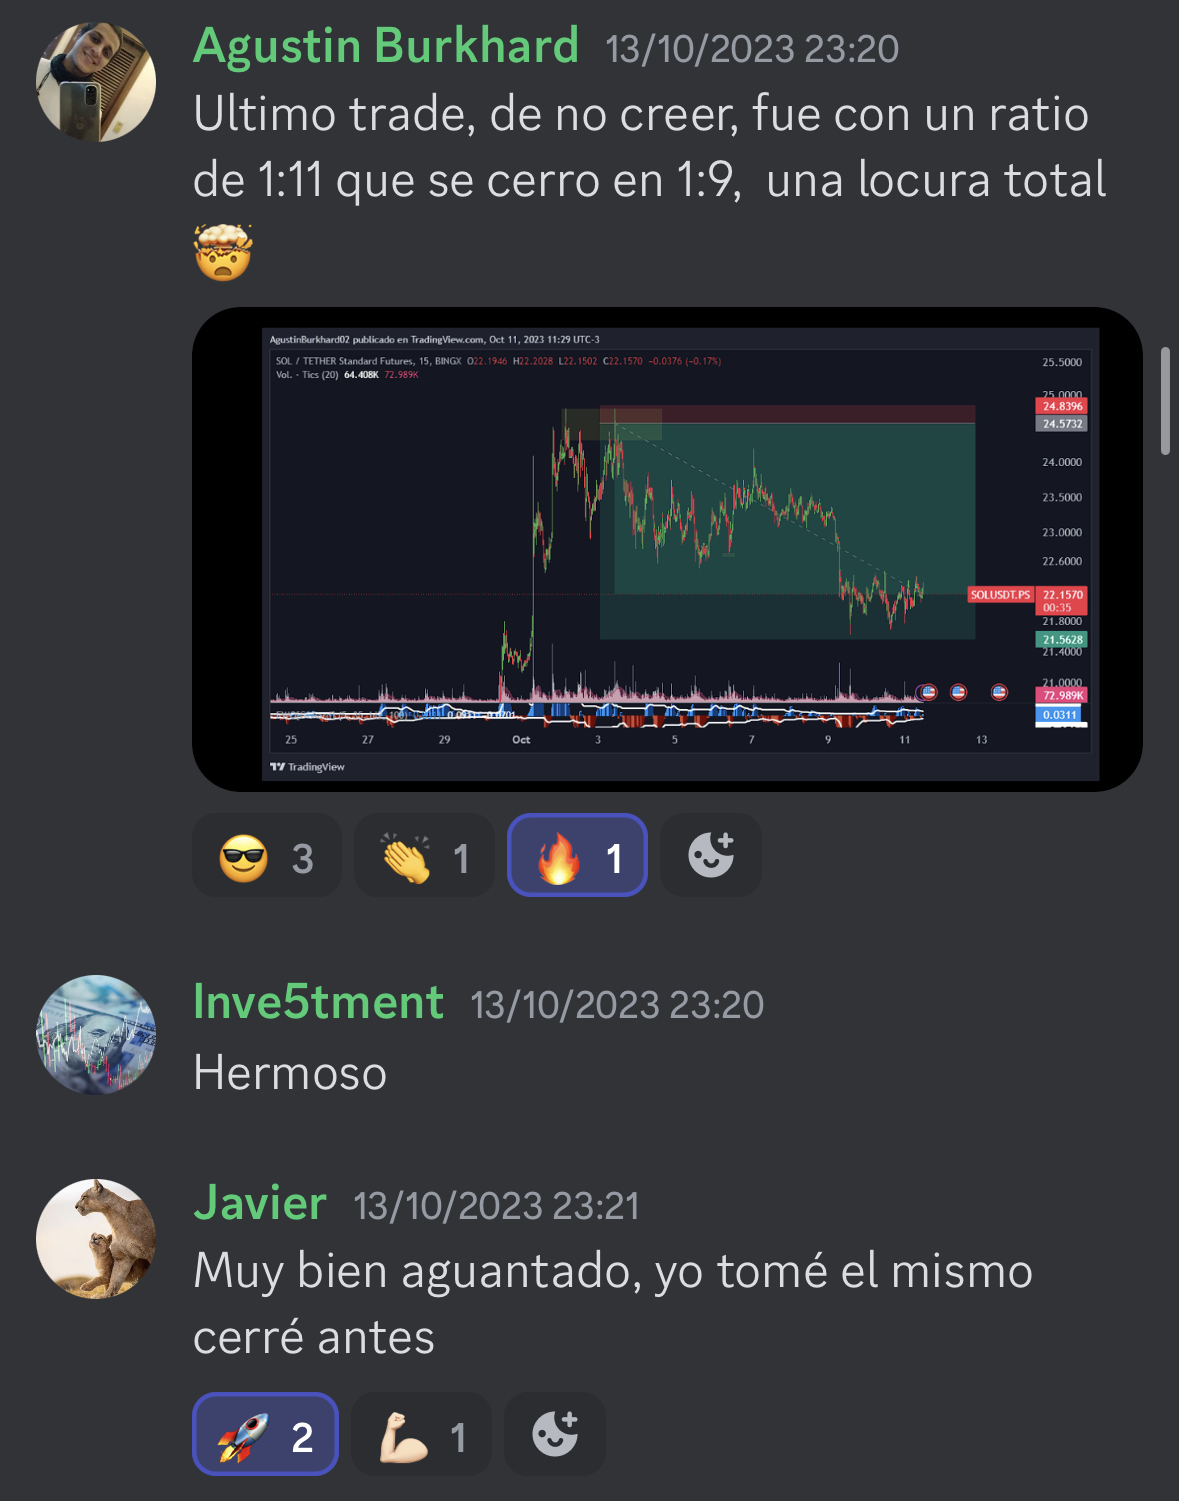 Agustin Burkhard 13/10/2023 23:20
Ultimo trade, de no creer, fue con un ratio
de 1:11 que se cerro en 1:9, una locura total
🤯
AgustinBurkhard02 publicado en TradingView.com, Oct 11, 2023 11:29 UTC-3
SOL / TETHER Standard Futures, 15, BINGX O22.1946 H22.2028 L22.1502 C22.1570 -0.0376 (-0.17%)
Vol. · Tics (20) 64.408K 72.989K
25.5000
25.0000
24.8396
24.5732
24.0000
23.5000
23.0000
22.6000
SOLUSDT.PS 22.1570
00:35
21.8000
21.5628
21.4000
21.0000
72.989K
0.0311
25 27 29 Oct 3 5 7 9 11 13
TradingView
😎 3 👏 1 🔥 1
Inve5tment 13/10/2023 23:20
Hermoso
Javier 13/10/2023 23:21
Muy bien aguantado, yo tomé el mismo
cerré antes
🚀 2 💪🏻 1